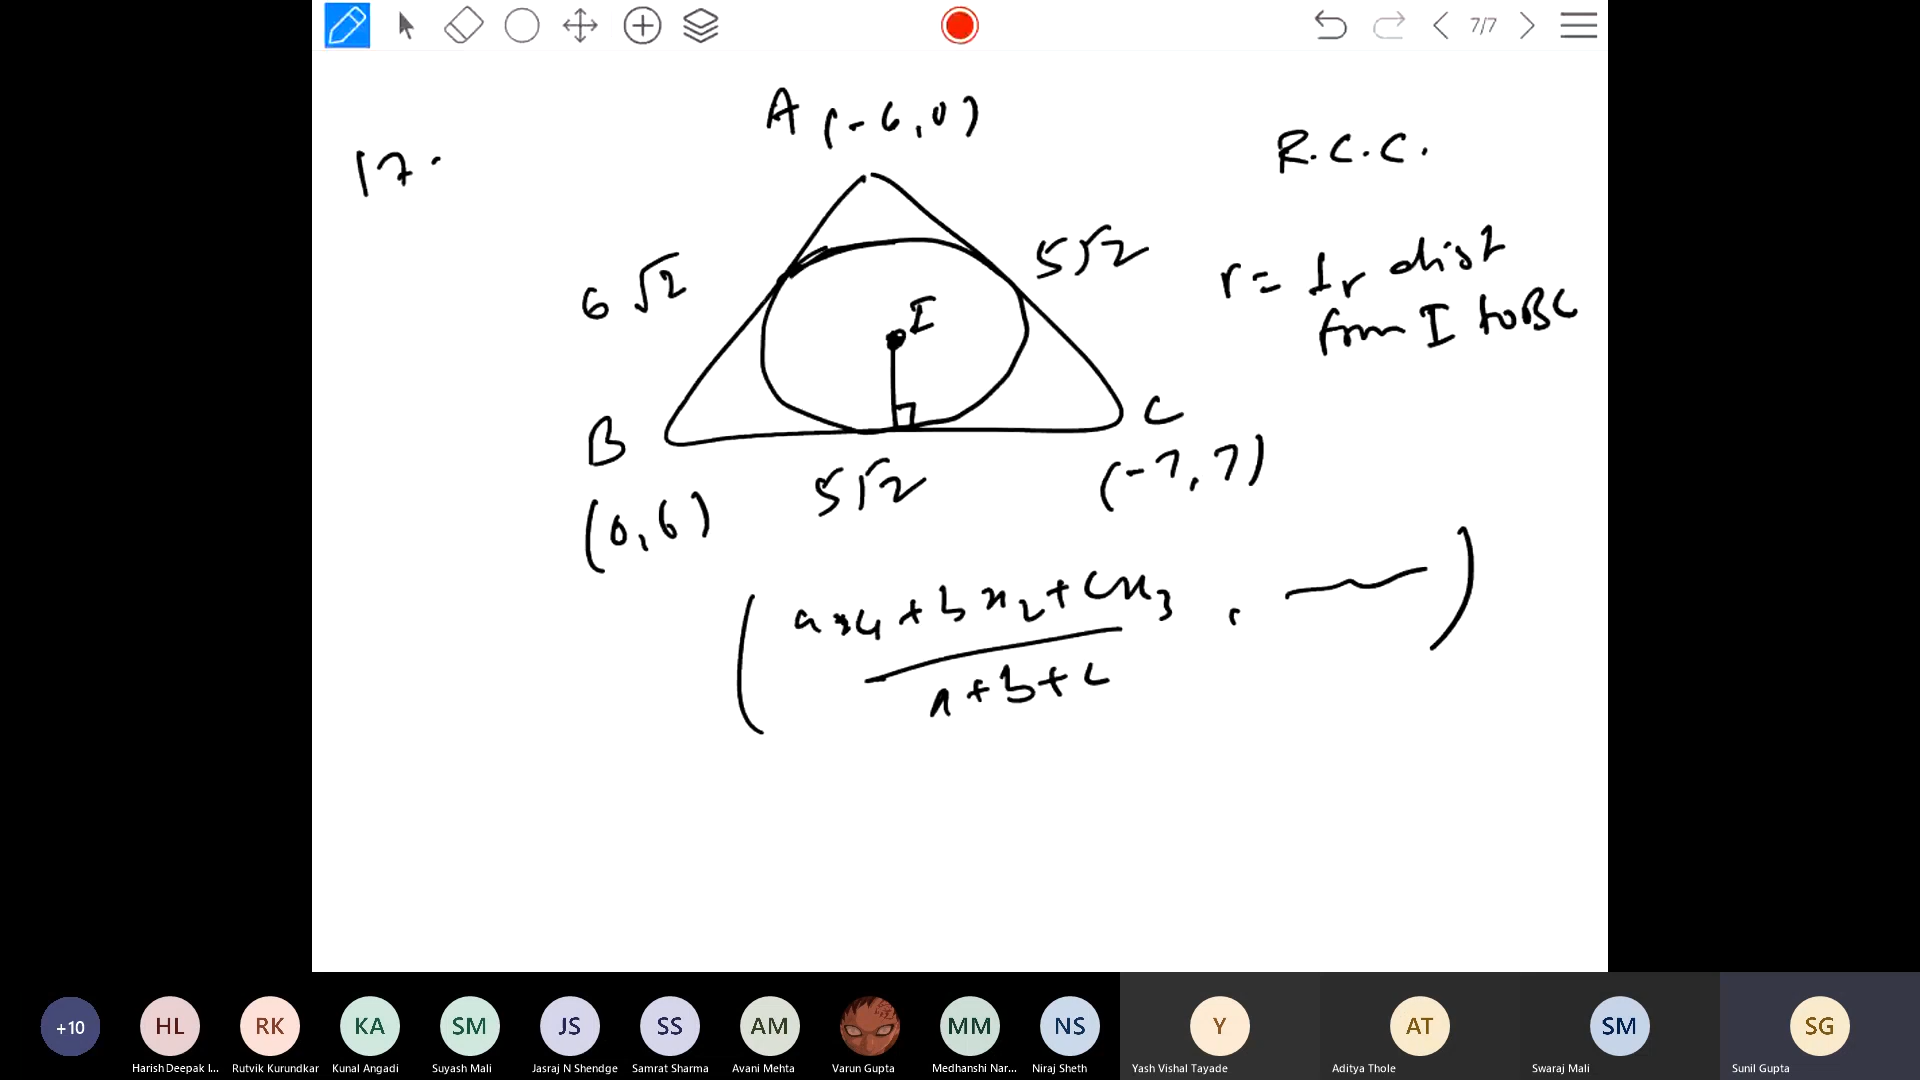 7/7
A (-6,0)
17.
R.C.C.
6√2
5√2
r = ⊥r dist
from I to BC
I
B
C
(0,6)
5√2
(-7,7)
( ax1 + bx2 + cx3 , )
a+b+c
+10
HL
RK
KA
SM
JS
SS
AM
MM
NS
Y
AT
SM
SG
Harish Deepak I...
Rutvik Kurundkar
Kunal Angadi
Suyash Mali
Jasraj N Shendge
Samrat Sharma
Avani Mehta
Varun Gupta
Medhanshi Nar...
Niraj Sheth
Yash Vishal Tayade
Aditya Thole
Swaraj Mali
Sunil Gupta